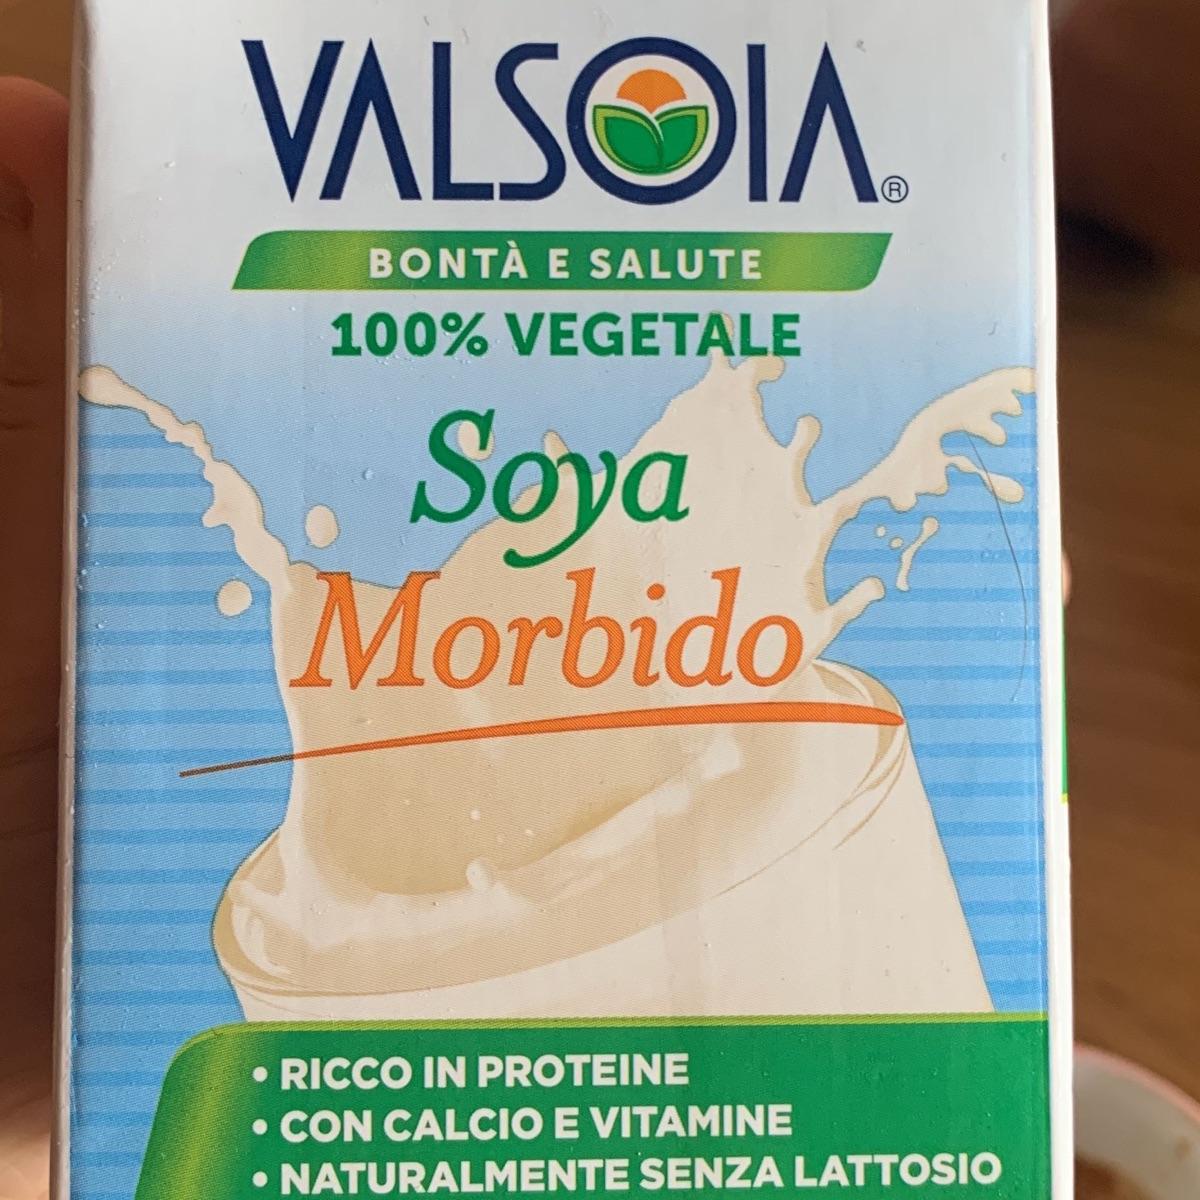 VALSOIA®
BONTÀ E SALUTE
100% VEGETALE
Soya
Morbido
• RICCO IN PROTEINE
• CON CALCIO E VITAMINE
• NATURALMENTE SENZA LATTOSIO